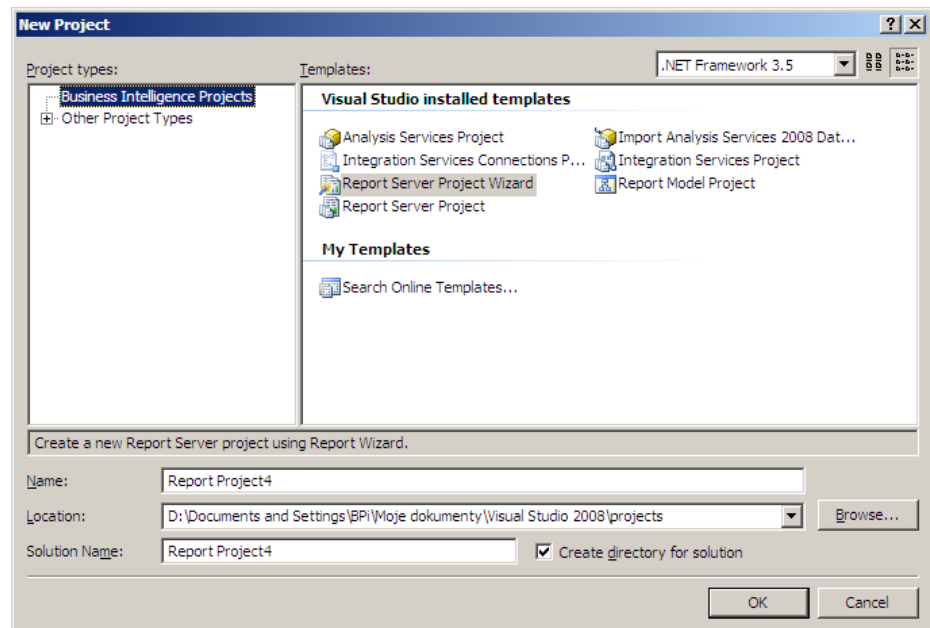 New Project
Project types:
Templates:
.NET Framework 3.5
Business Intelligence Projects
Other Project Types
Visual Studio installed templates
Analysis Services Project
Import Analysis Services 2008 Dat...
Integration Services Connections P...
Integration Services Project
Report Server Project Wizard
Report Model Project
Report Server Project
My Templates
Search Online Templates...
Create a new Report Server project using Report Wizard.
Name:
Report Project4
Location:
D:\Documents and Settings\BPi\Moje dokumenty\Visual Studio 2008\projects
Browse...
Solution Name:
Report Project4
Create directory for solution
OK
Cancel